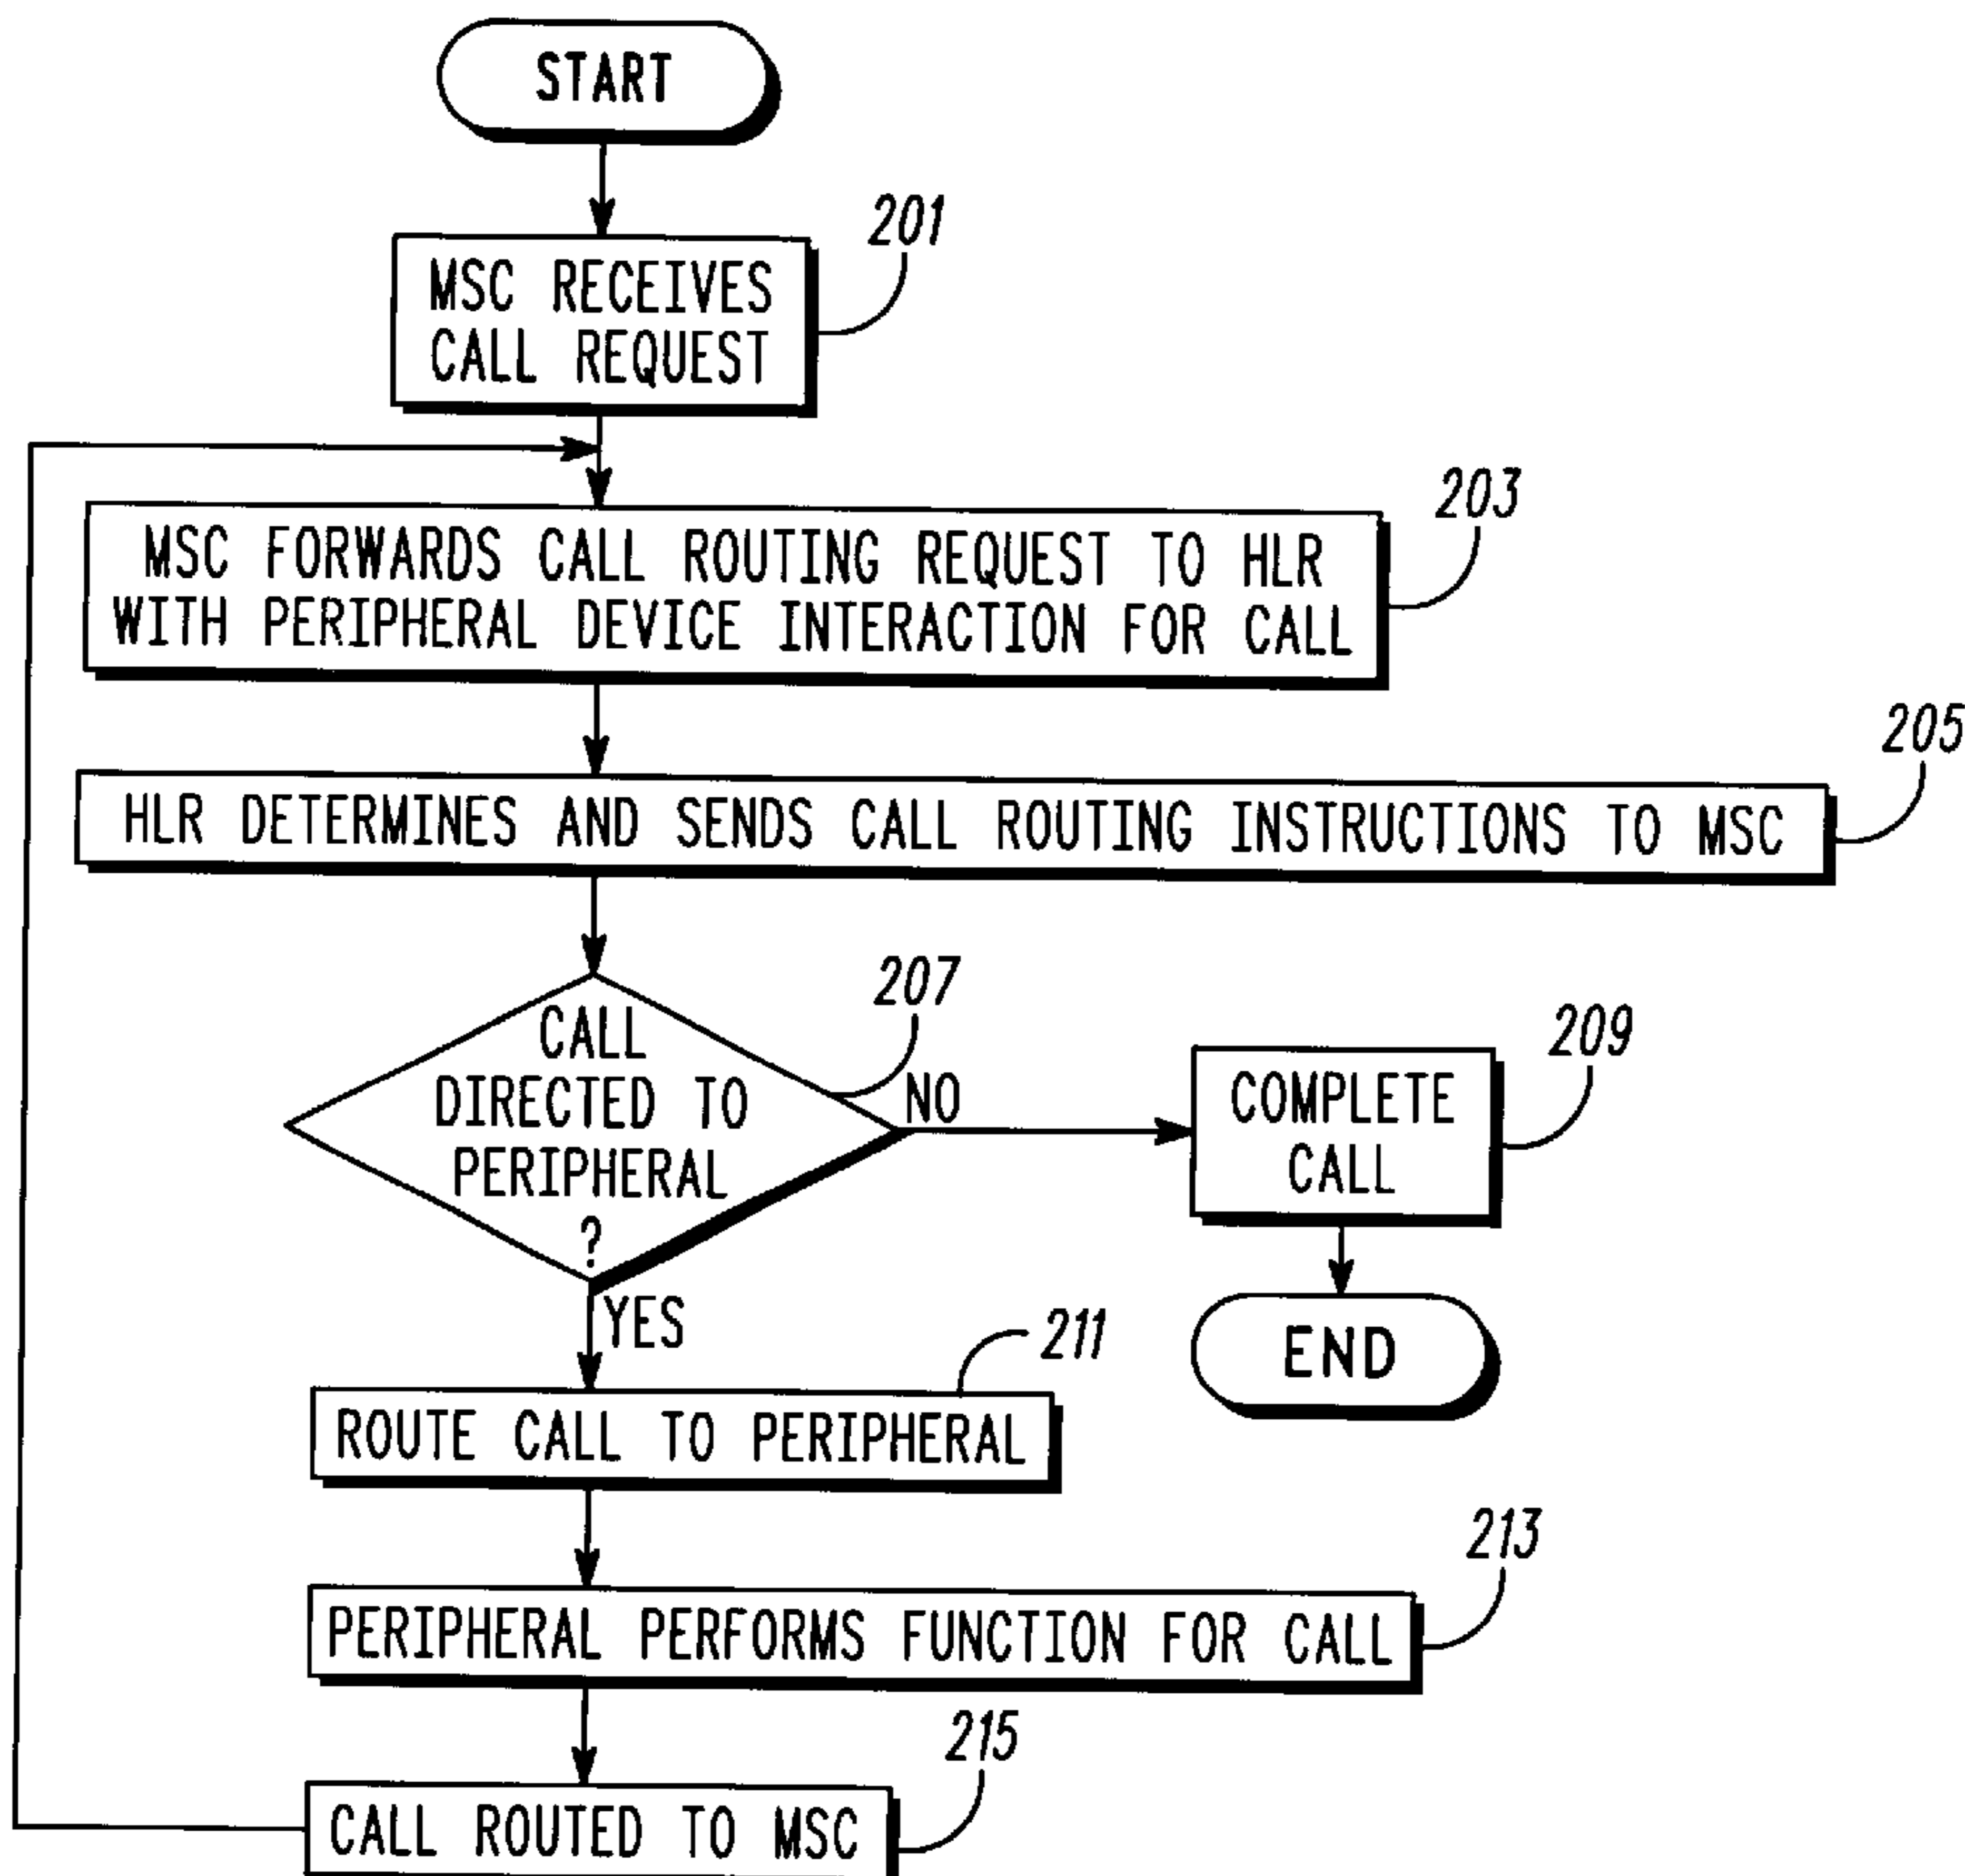 START
201
MSC RECEIVES
CALL REQUEST
203
MSC FORWARDS CALL ROUTING REQUEST TO HLR
WITH PERIPHERAL DEVICE INTERACTION FOR CALL
205
HLR DETERMINES AND SENDS CALL ROUTING INSTRUCTIONS TO MSC
207
CALL
DIRECTED TO
PERIPHERAL
?
NO
209
COMPLETE
CALL
END
YES
211
ROUTE CALL TO PERIPHERAL
213
PERIPHERAL PERFORMS FUNCTION FOR CALL
215
CALL ROUTED TO MSC